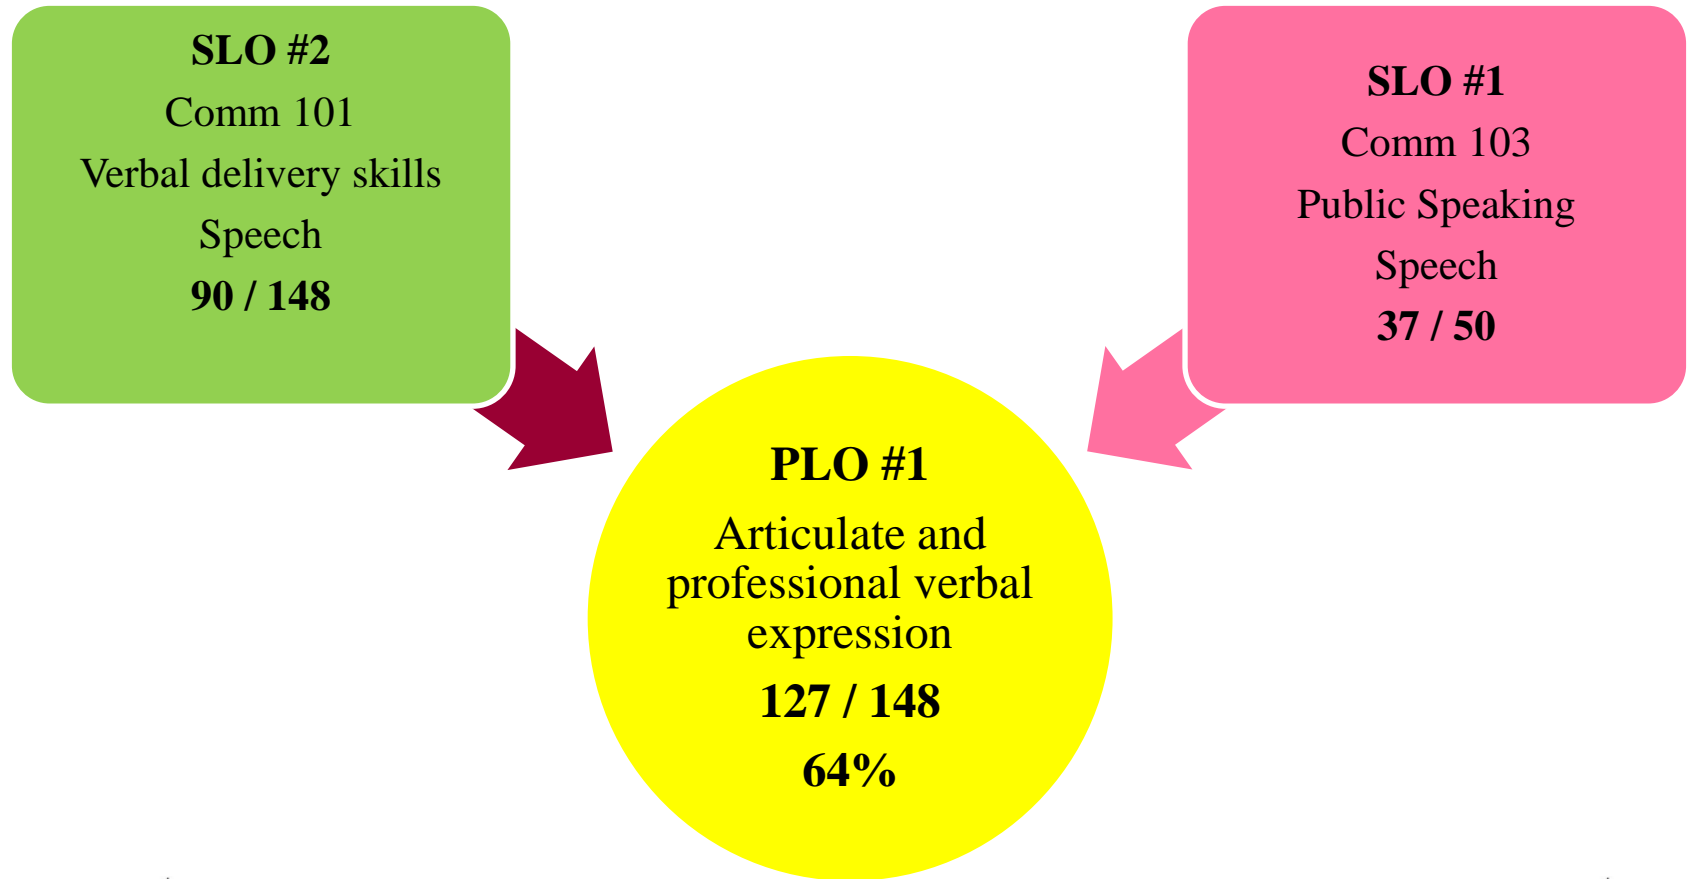 SLO #2
Comm 101
Verbal delivery skills
Speech
90 / 148
SLO #1
Comm 103
Public Speaking
Speech
37 / 50
PLO #1
Articulate and
professional verbal
expression
127 / 148
64%